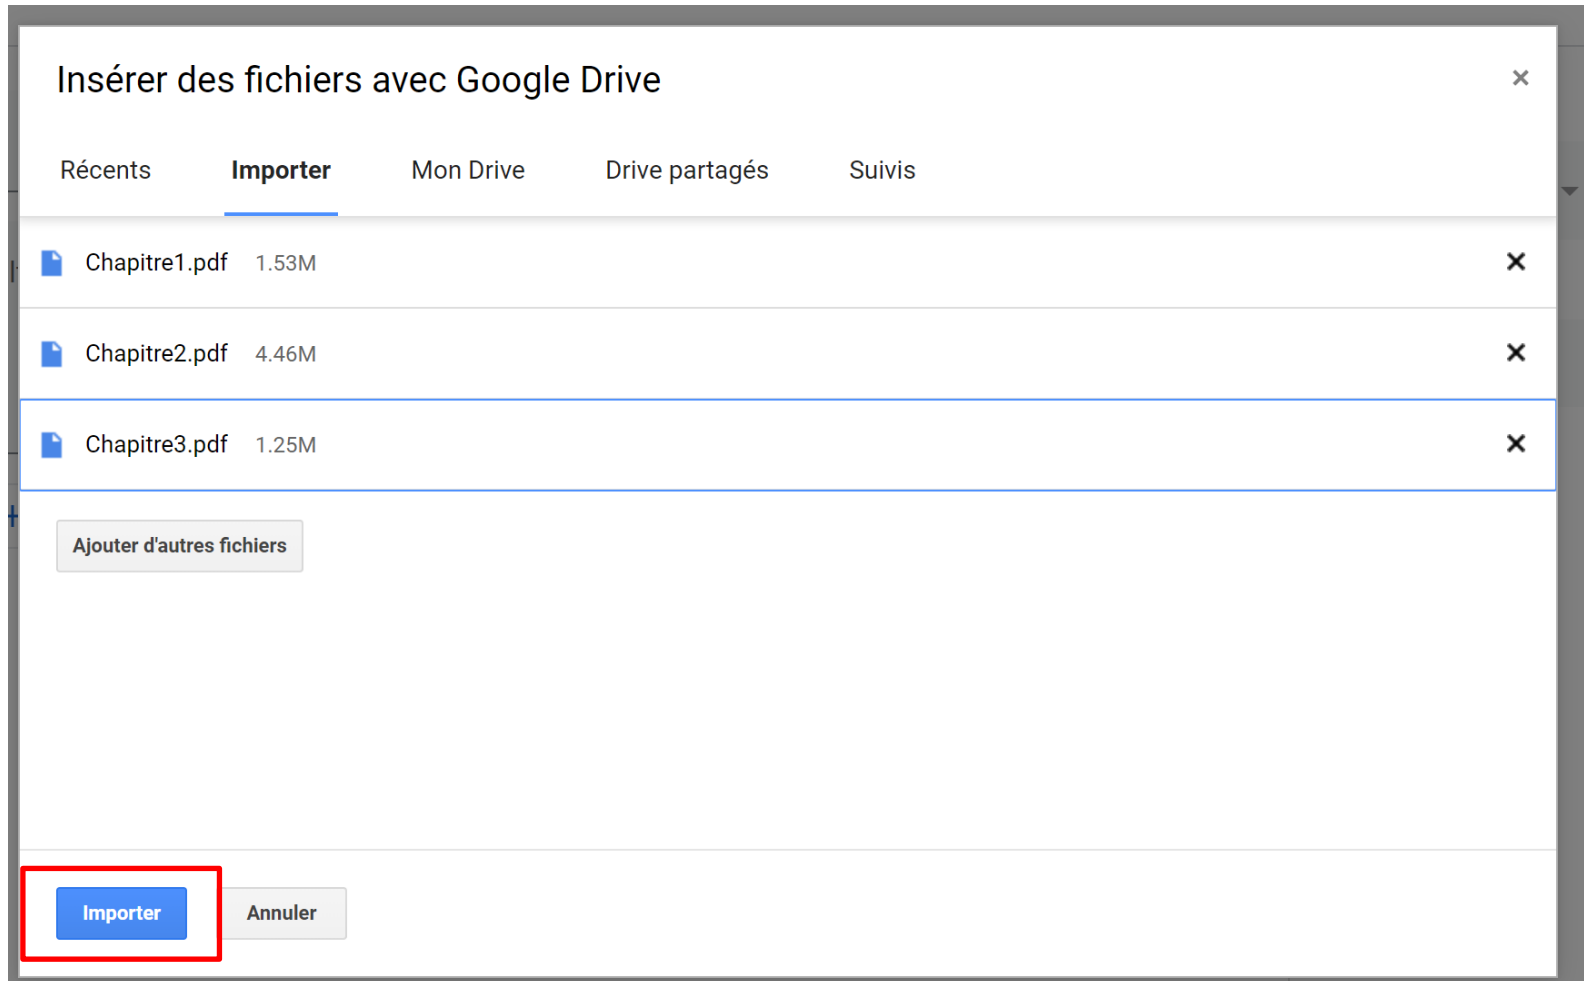 Insérer des fichiers avec Google Drive
Récents Importer Mon Drive Drive partagés Suivis
Chapitre1.pdf 1.53M
Chapitre2.pdf 4.46M
Chapitre3.pdf 1.25M
Ajouter d'autres fichiers
Importer Annuler